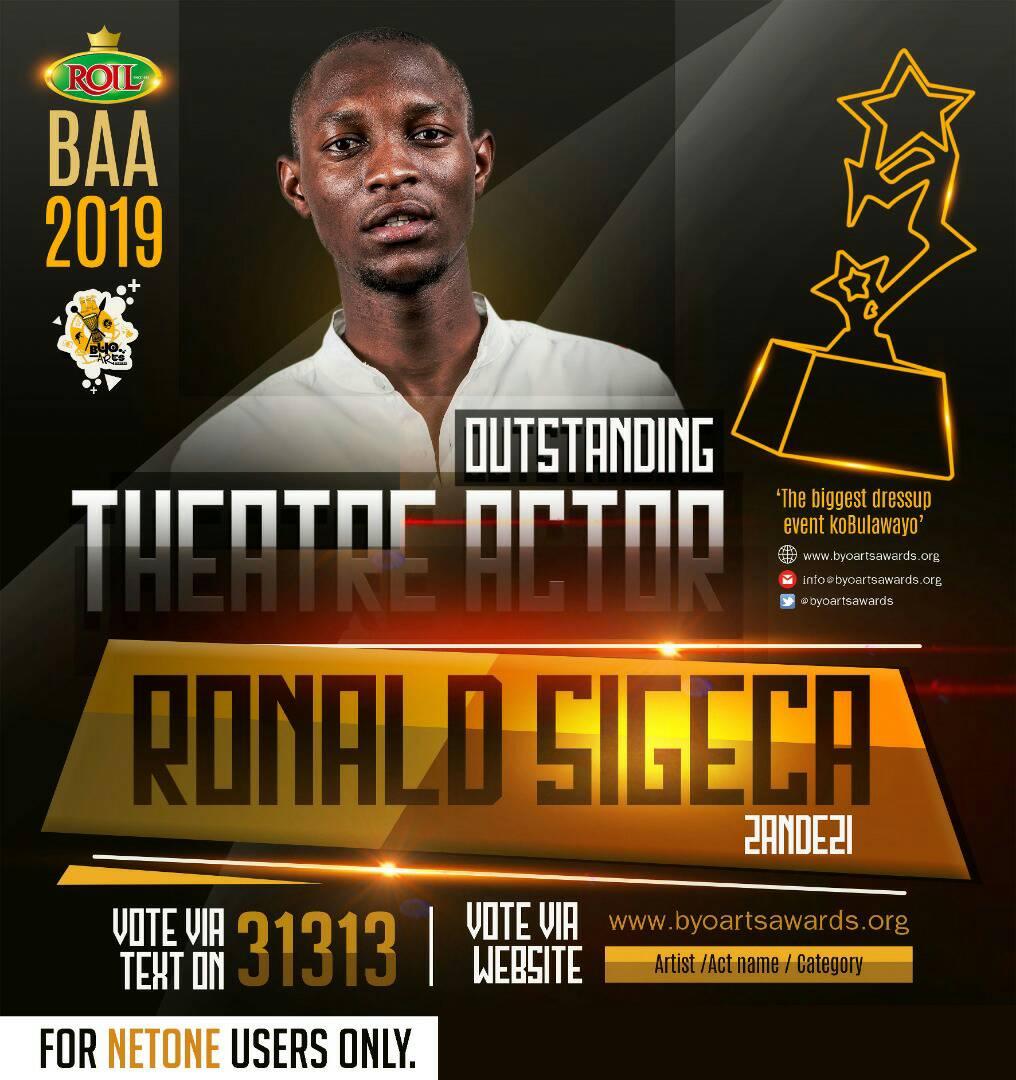 ROIL
BAA
2019
BYO
ARTS
OUTSTANDING
THEATRE ACTOR
'The biggest dressup
event koBulawayo'
www.byoartsawards.org
info@byoartsawards.org
@byoartsawards
RONALD SIGECA
ZANDEZI
VOTE VIA
TEXT ON
31313
VOTE VIA
WEBSITE
www.byoartsawards.org
Artist /Act name / Category
FOR NETONE USERS ONLY.